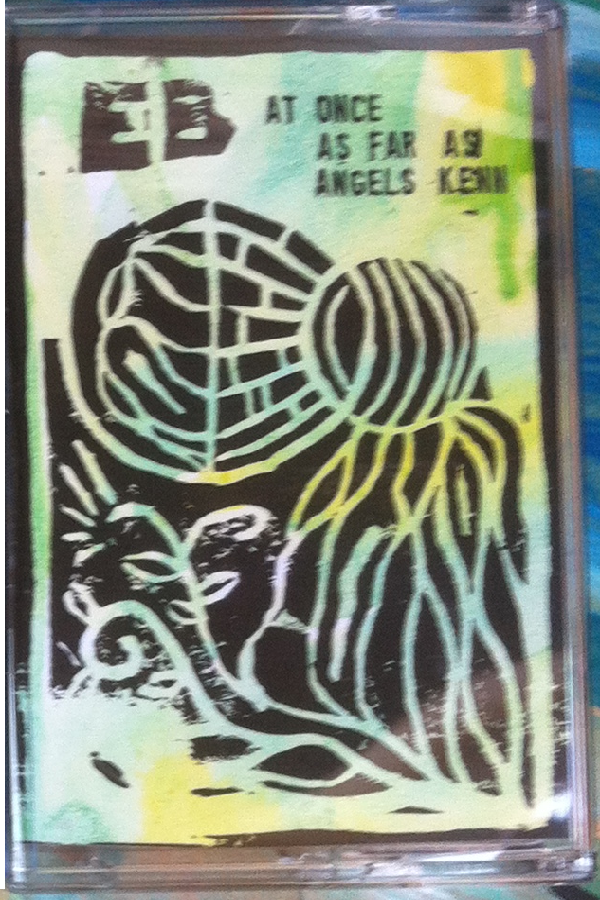 EB
AT ONCE
AS FAR AS
ANGELS KENN